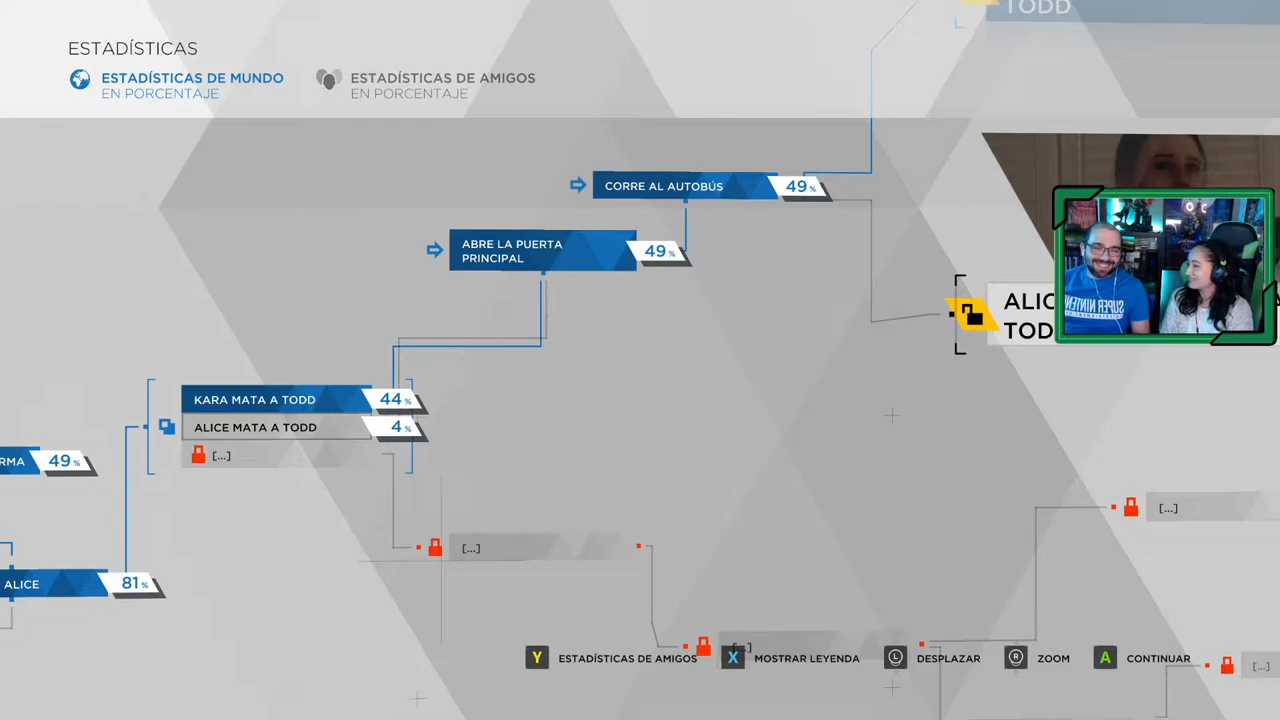 TODD
ESTADÍSTICAS
ESTADÍSTICAS DE MUNDO
EN PORCENTAJE
ESTADÍSTICAS DE AMIGOS
EN PORCENTAJE
CORRE AL AUTOBÚS 49%
ABRE LA PUERTA
PRINCIPAL 49%
ALIC
TOD
KARA MATA A TODD 44%
ALICE MATA A TODD 4%
[...]
RMA 49%
[...]
[...]
ALICE 81%
[...]
Y ESTADÍSTICAS DE AMIGOS X MOSTRAR LEYENDA L DESPLAZAR R ZOOM A CONTINUAR
[...]